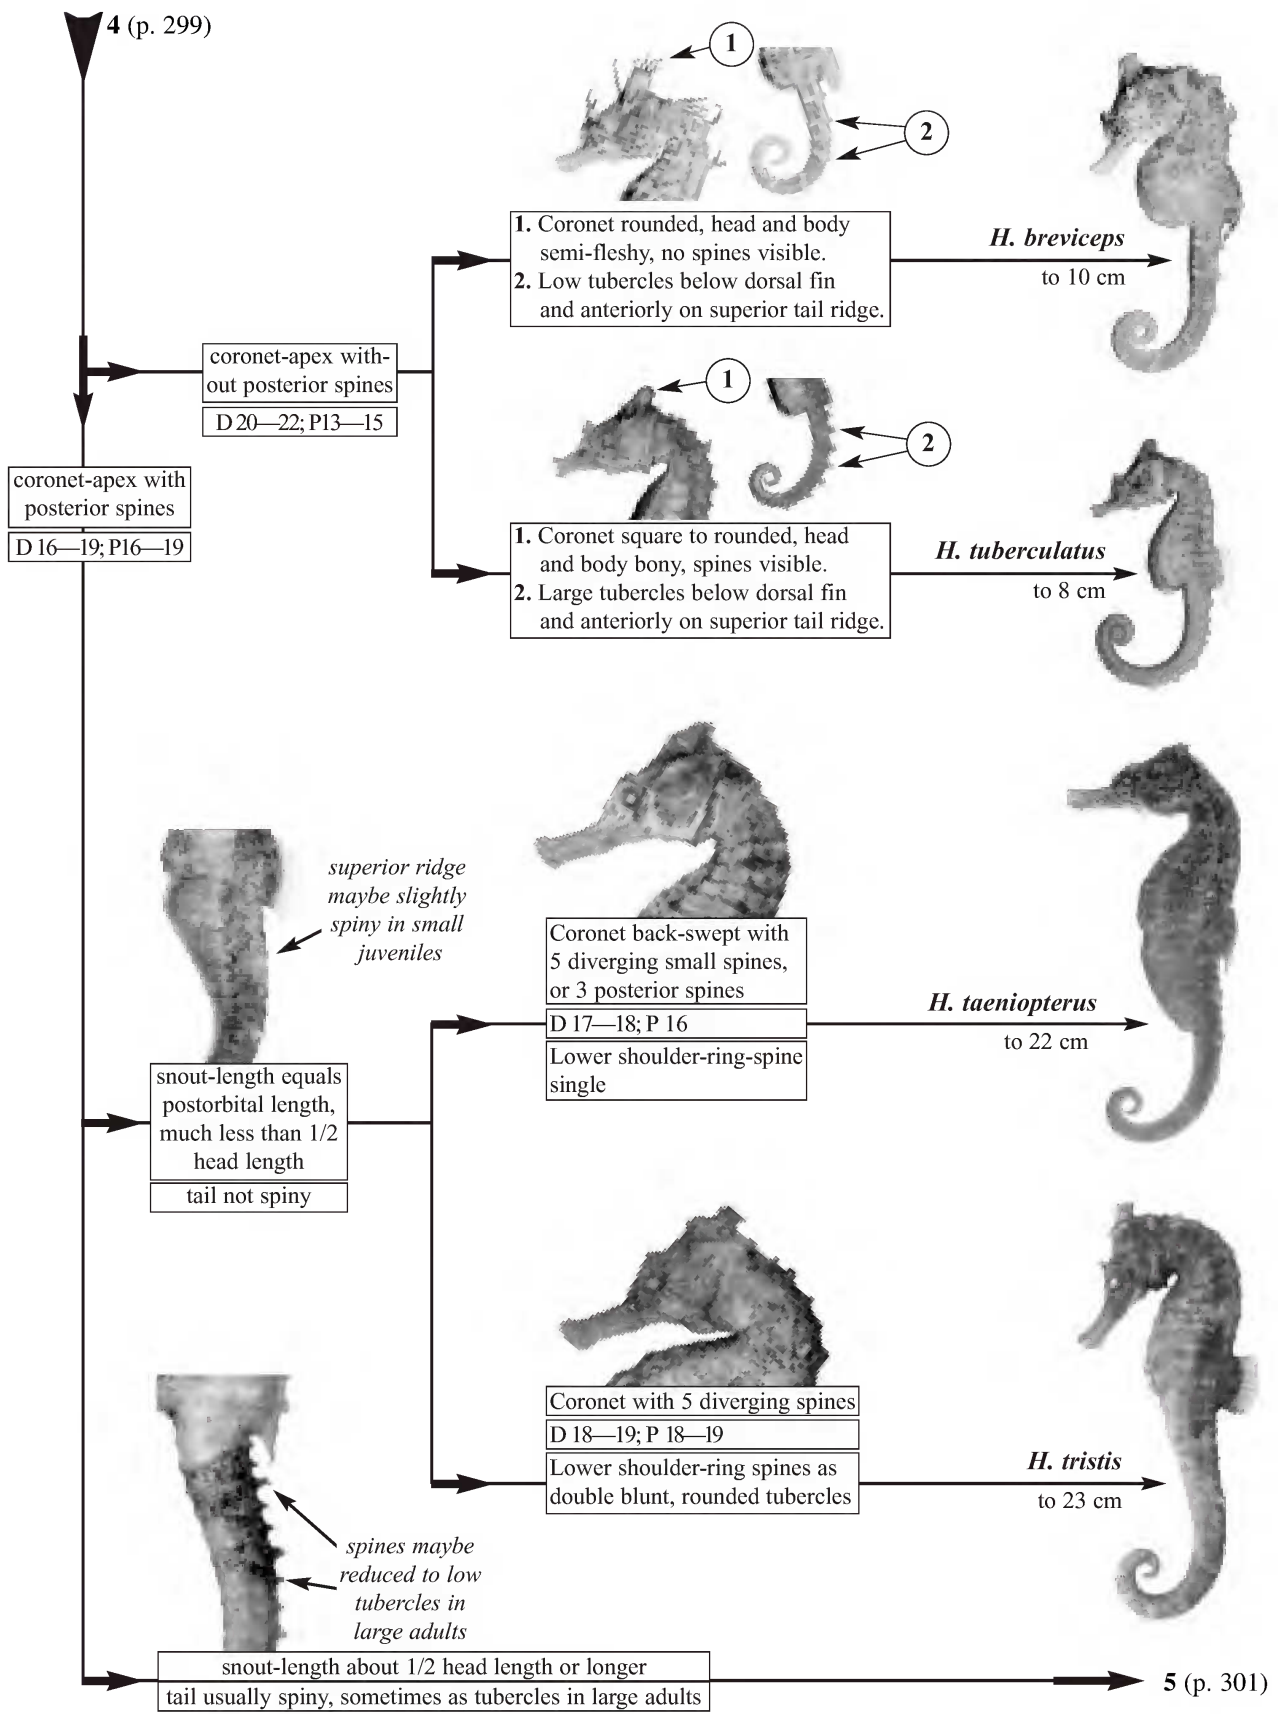 4 (p. 299)
1
2
1. Coronet rounded, head and body
semi-fleshy, no spines visible.
2. Low tubercles below dorsal fin
and anteriorly on superior tail ridge.
H. breviceps
to 10 cm
coronet-apex with-
out posterior spines
D 20—22; P13—15
1
2
coronet-apex with
posterior spines
D 16—19; P16—19
1. Coronet square to rounded, head
and body bony, spines visible.
2. Large tubercles below dorsal fin
and anteriorly on superior tail ridge.
H. tuberculatus
to 8 cm
superior ridge
maybe slightly
spiny in small
juveniles
Coronet back-swept with
5 diverging small spines,
or 3 posterior spines
D 17—18; P 16
Lower shoulder-ring-spine
single
H. taeniopterus
to 22 cm
snout-length equals
postorbital length,
much less than 1/2
head length
tail not spiny
Coronet with 5 diverging spines
D 18—19; P 18—19
Lower shoulder-ring spines as
double blunt, rounded tubercles
H. tristis
to 23 cm
spines maybe
reduced to low
tubercles in
large adults
snout-length about 1/2 head length or longer
tail usually spiny, sometimes as tubercles in large adults
5 (p. 301)